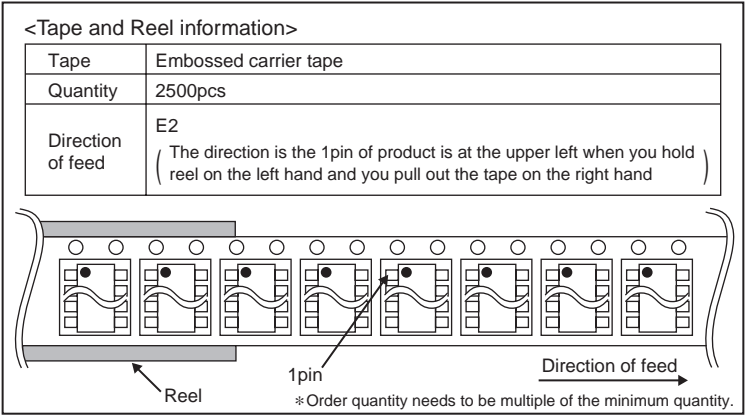 <Tape and Reel information>
Tape
Embossed carrier tape
Quantity
2500pcs
Direction
of feed
E2
( The direction is the 1pin of product is at the upper left when you hold
reel on the left hand and you pull out the tape on the right hand )
Direction of feed
1pin
Reel
＊Order quantity needs to be multiple of the minimum quantity.